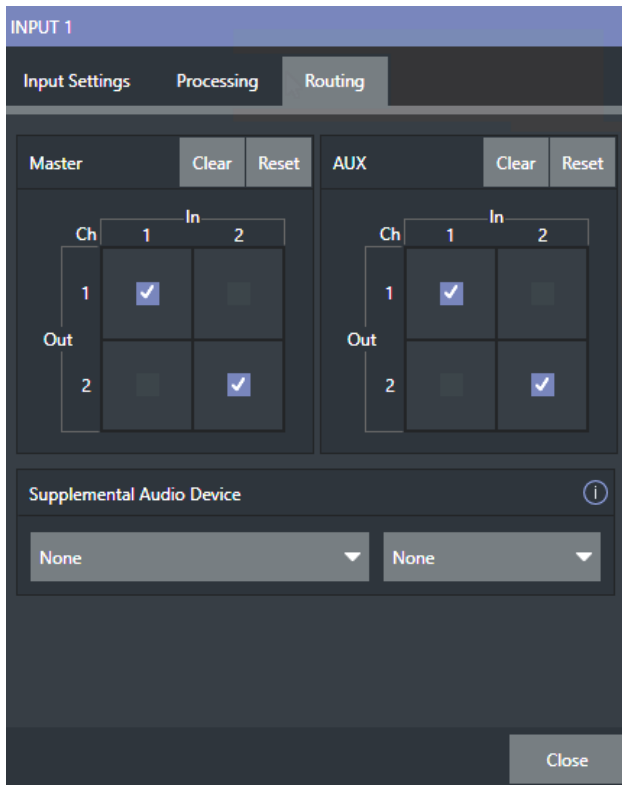 INPUT 1
Input Settings Processing Routing
Master Clear Reset AUX Clear Reset
In In
Ch 1 2 Ch 1 2
1 1
Out Out
2 2
Supplemental Audio Device i
None None
Close